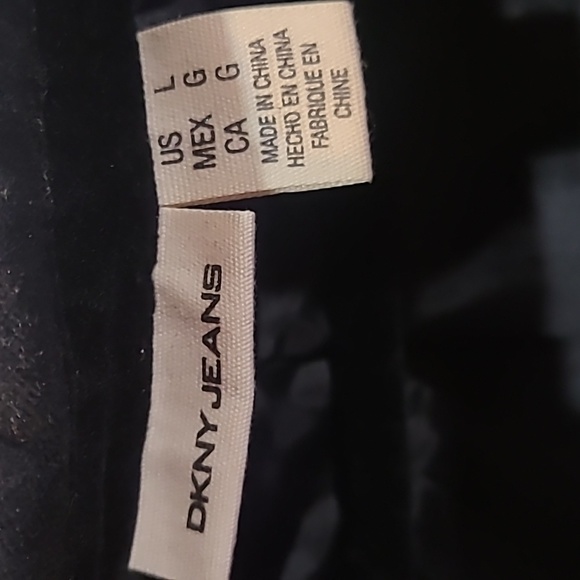 DKNY JEANS
US L
MEX G
CA G
MADE IN CHINA
HECHO EN CHINA
FABRIQUE EN
CHINE